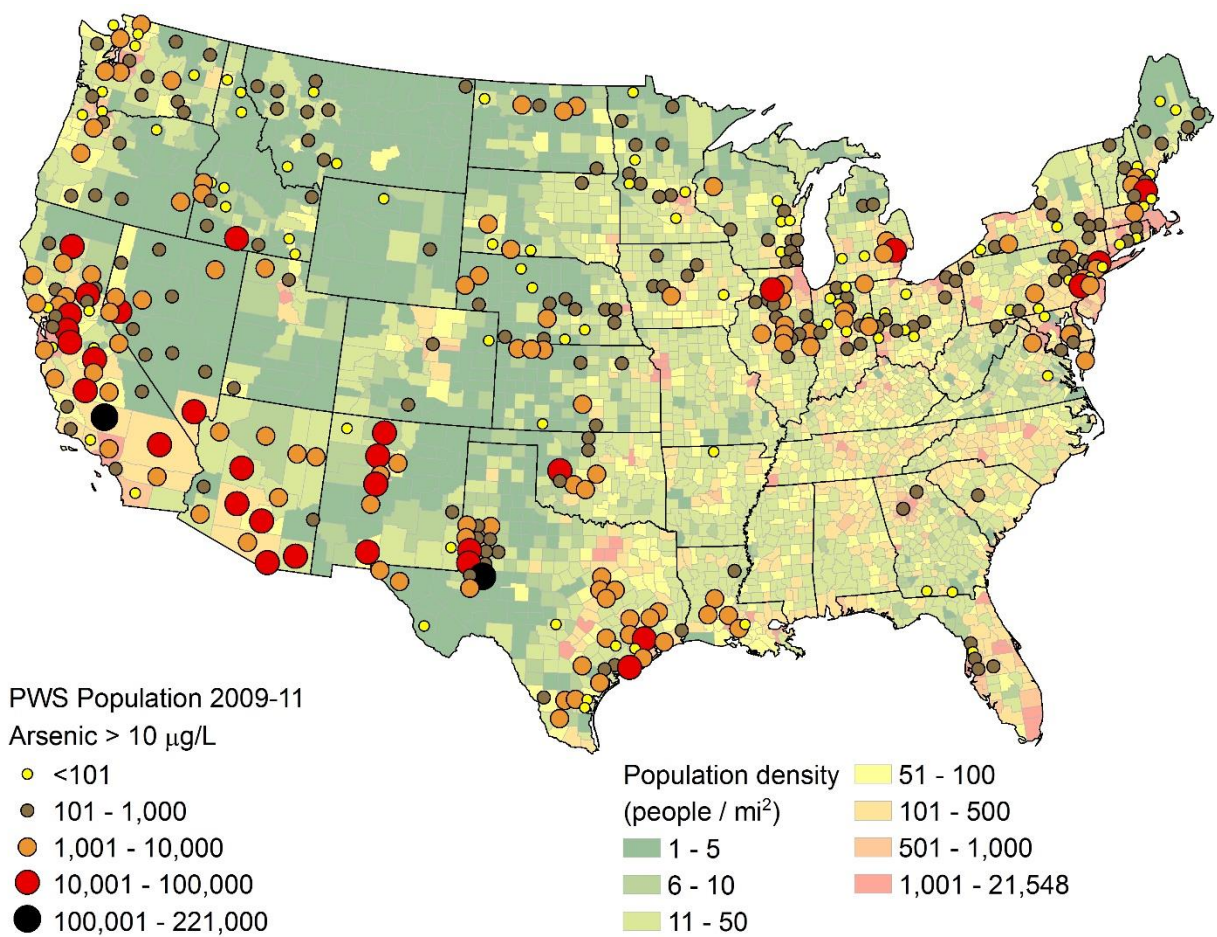 PWS Population 2009-11
Arsenic > 10 μg/L
<101
101 - 1,000
1,001 - 10,000
10,001 - 100,000
100,001 - 221,000
Population density
(people / mi²)
1 - 5
6 - 10
11 - 50
51 - 100
101 - 500
501 - 1,000
1,001 - 21,548